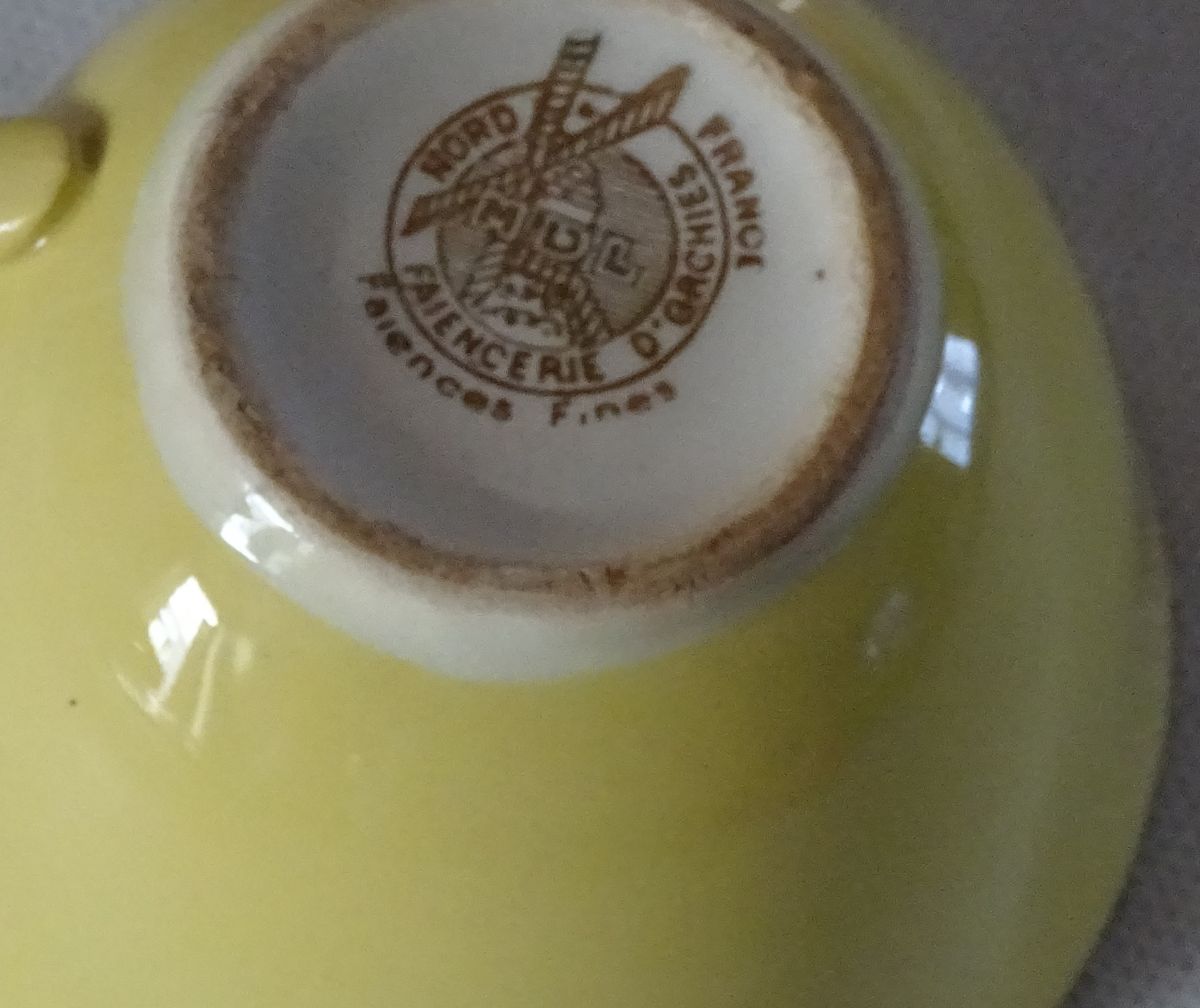 NORD
FRANCE
FAIENCERIE D'ORCHIES
Faiences Fines